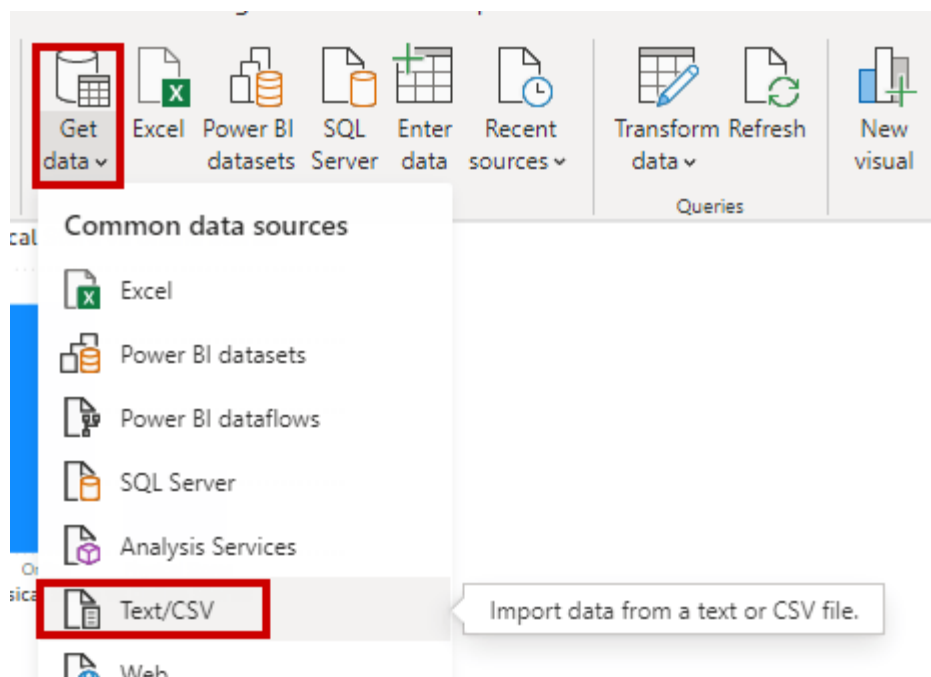 Get
data
Excel
Power BI
datasets
SQL
Server
Enter
data
Recent
sources
Transform
data
Refresh
New
visual
Queries
Common data sources
Excel
Power BI datasets
Power BI dataflows
SQL Server
Analysis Services
Text/CSV
Import data from a text or CSV file.
Web